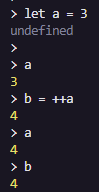 > let a = 3
undefined
>
> a
3
> b = ++a
4
> a
4
> b
4